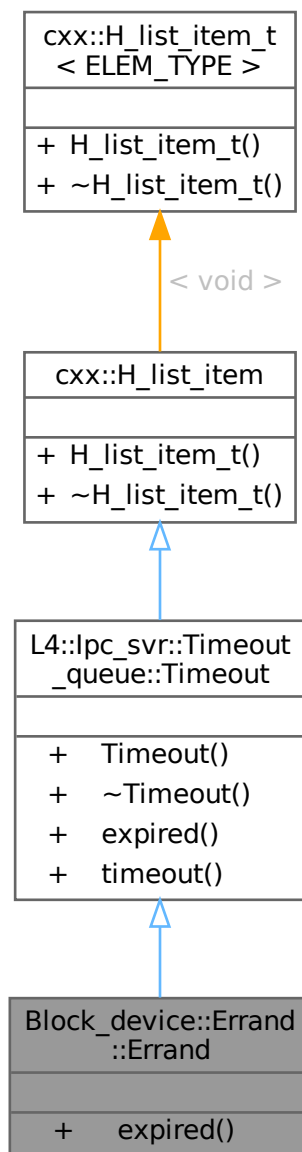 cxx::H_list_item_t
< ELEM_TYPE >
+ H_list_item_t()
+ ~H_list_item_t()
< void >
cxx::H_list_item
+ H_list_item_t()
+ ~H_list_item_t()
L4::Ipc_svr::Timeout
_queue::Timeout
+ Timeout()
+ ~Timeout()
+ expired()
+ timeout()
Block_device::Errand
::Errand
+ expired()